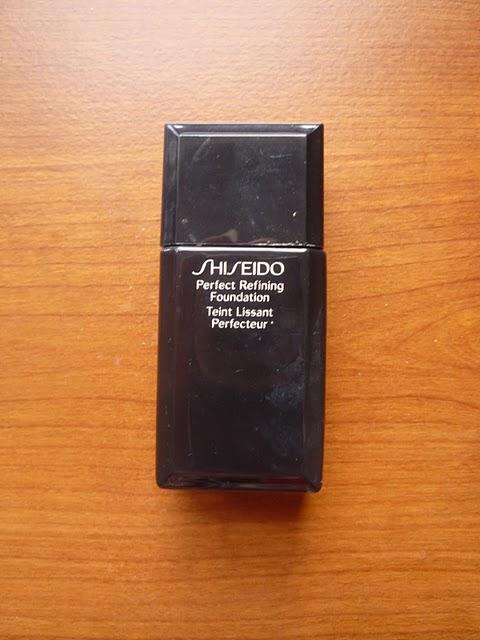 SHISEIDO
Perfect Refining
Foundation
Teint Lissant
Perfecteur